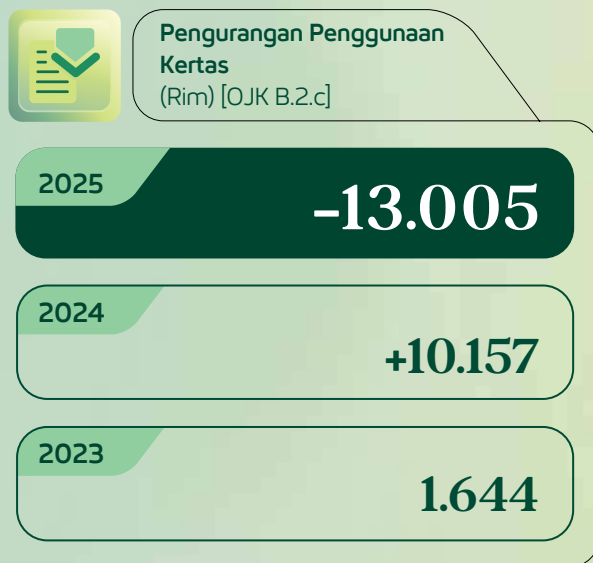 Pengurangan Penggunaan
Kertas
(Rim) [OJK B.2.c]
2025
-13.005
2024
+10.157
2023
1.644